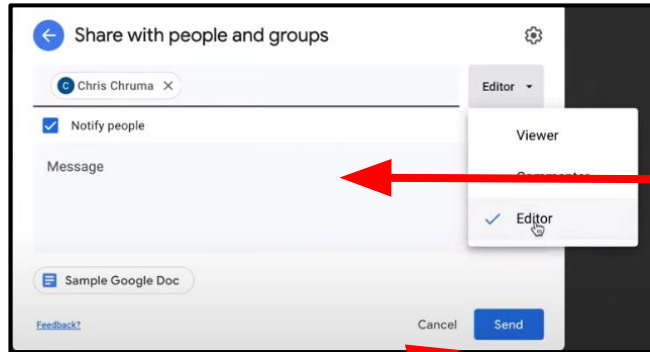 Share with people and groups
C Chris Chruma
Editor
Notify people
Viewer
Message
Commenter
Editor
Sample Google Doc
Feedback?
Cancel
Send